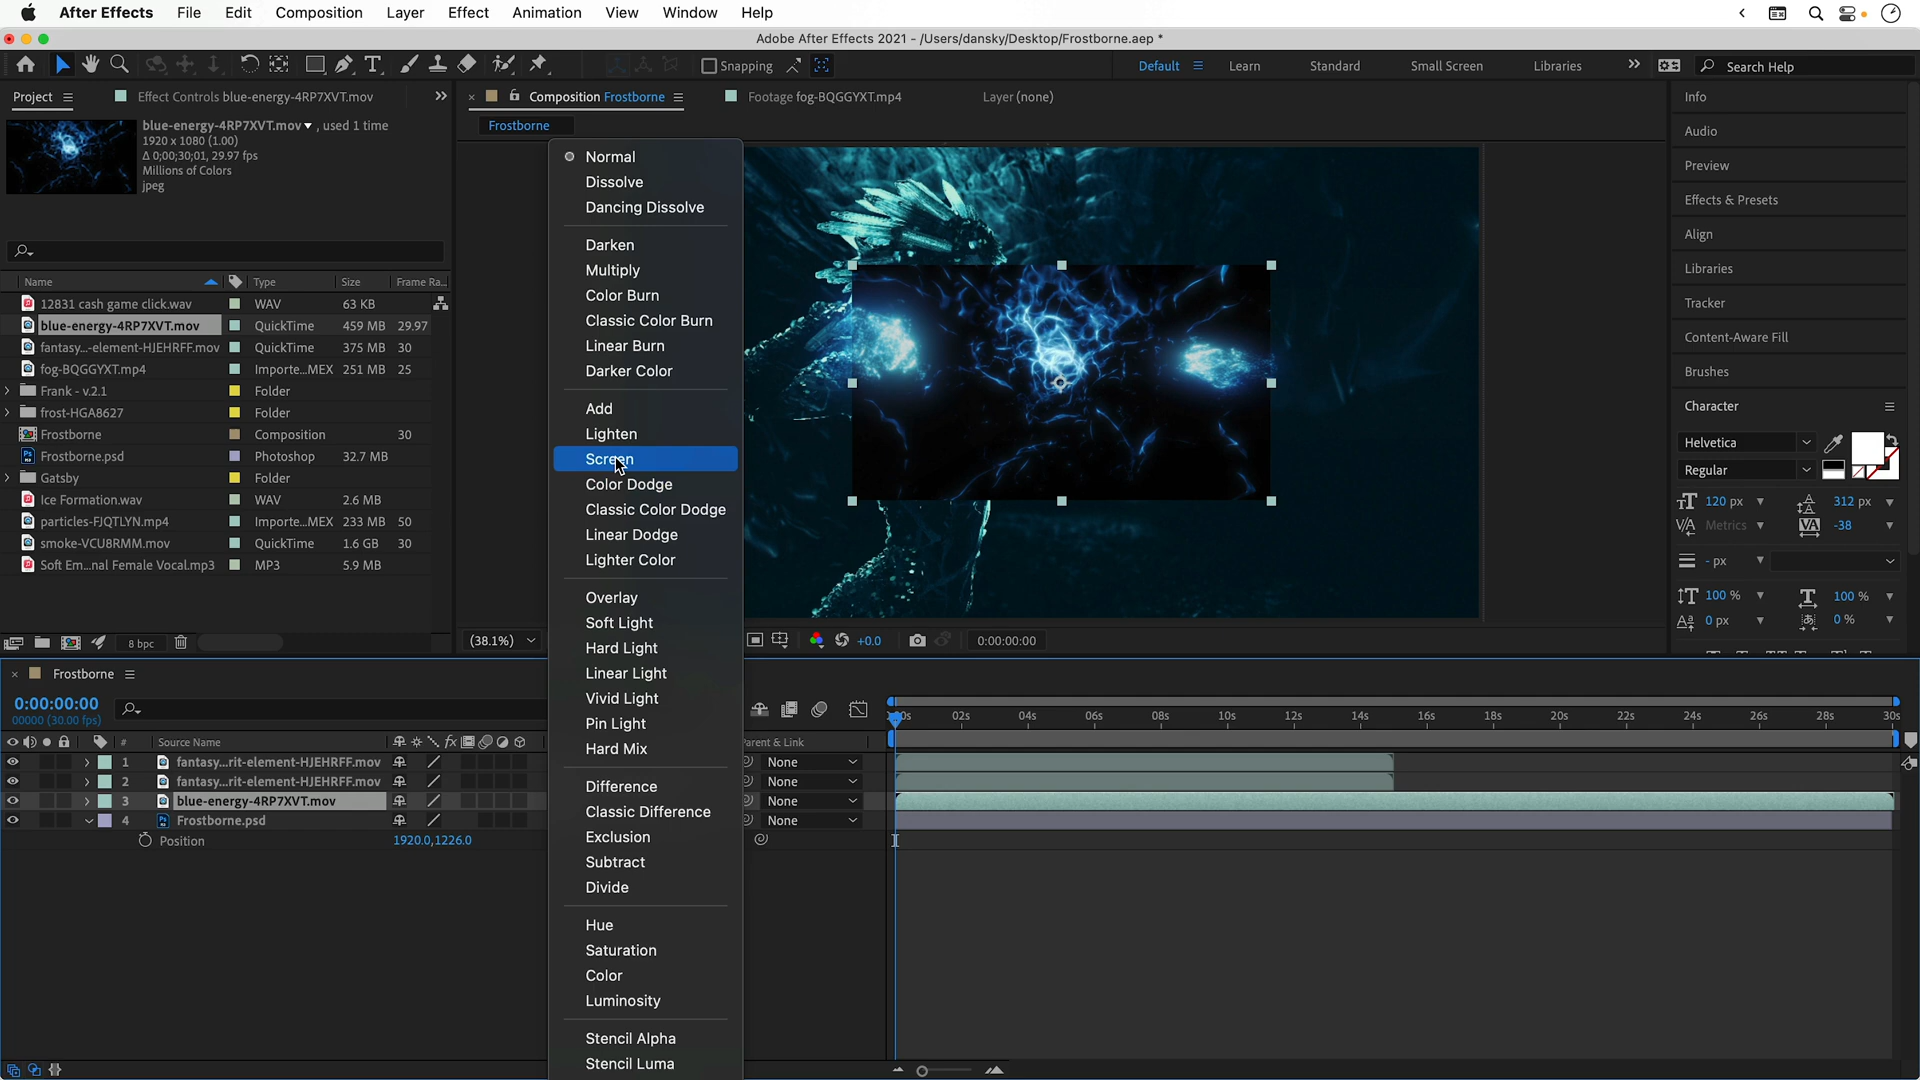 After Effects File Edit Composition Layer Effect Animation View Window Help
Adobe After Effects 2021 - /Users/dansky/Desktop/Frostborne.aep *
Snapping
Default Learn Standard Small Screen Libraries
Search Help
Project
Effect Controls blue-energy-4RP7XVT.mov
Composition Frostborne
Footage fog-BQGGYXT.mp4
Layer (none)
Frostborne
blue-energy-4RP7XVT.mov▼ , used 1 time
1920 x 1080 (1.00)
Δ 0;00;30;01, 29.97 fps
Millions of Colors
jpeg
Name Type Size Frame Ra...
12831 cash game click.wav WAV 63 KB
blue-energy-4RP7XVT.mov QuickTime 459 MB 29.97
fantasy...-element-HJEHRFF.mov QuickTime 375 MB 30
fog-BQGGYXT.mp4 Importe...MEX 251 MB 25
Frank - v.2.1 Folder
frost-HGA8627 Folder
Frostborne Composition 30
Frostborne.psd Photoshop 32.7 MB
Gatsby Folder
Ice Formation.wav WAV 2.6 MB
particles-FJQTLYN.mp4 Importe...MEX 233 MB 50
smoke-VCU8RMM.mov QuickTime 1.6 GB 30
Soft Em...nal Female Vocal.mp3 MP3 5.9 MB
8 bpc
Normal
Dissolve
Dancing Dissolve
Darken
Multiply
Color Burn
Classic Color Burn
Linear Burn
Darker Color
Add
Lighten
Screen
Color Dodge
Classic Color Dodge
Linear Dodge
Lighter Color
Overlay
Soft Light
Hard Light
Linear Light
Vivid Light
Pin Light
Hard Mix
Difference
Classic Difference
Exclusion
Subtract
Divide
Hue
Saturation
Color
Luminosity
Stencil Alpha
Stencil Luma
(38.1%)
+0.0
0:00:00:00
Info
Audio
Preview
Effects & Presets
Align
Libraries
Tracker
Content-Aware Fill
Brushes
Character
Helvetica
Regular
120 px 312 px
Metrics -38
- px
100 % 100 %
0 px 0 %
Frostborne
0:00:00:00
00000 (30.00 fps)
:00s 02s 04s 06s 08s 10s 12s 14s 16s 18s 20s 22s 24s 26s 28s 30s
# Source Name
Parent & Link
1 fantasy...rit-element-HJEHRFF.mov None
2 fantasy...rit-element-HJEHRFF.mov None
3 blue-energy-4RP7XVT.mov None
4 Frostborne.psd None
Position 1920.0,1226.0